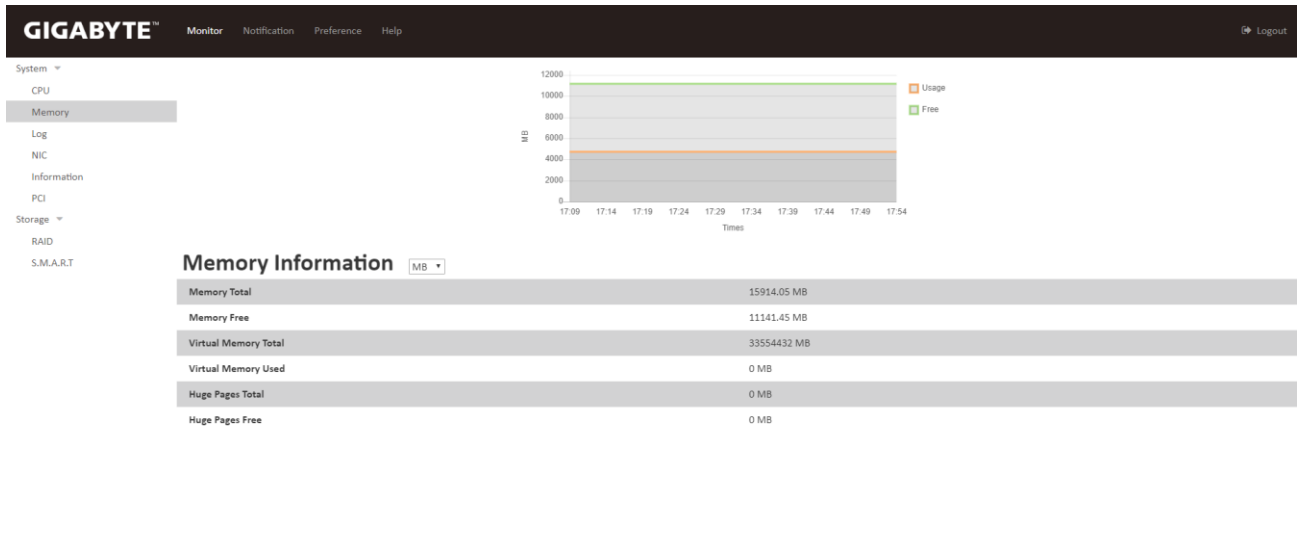 GIGABYTE™ Monitor Notification Preference Help Logout
System
CPU
Memory
Log
NIC
Information
PCI
Storage
RAID
S.M.A.R.T
12000
10000
8000
6000
4000
2000
0
MB
17:09 17:14 17:19 17:24 17:29 17:34 17:39 17:44 17:49 17:54
Times
Usage
Free
Memory Information MB
Memory Total 15914.05 MB
Memory Free 11141.45 MB
Virtual Memory Total 33554432 MB
Virtual Memory Used 0 MB
Huge Pages Total 0 MB
Huge Pages Free 0 MB